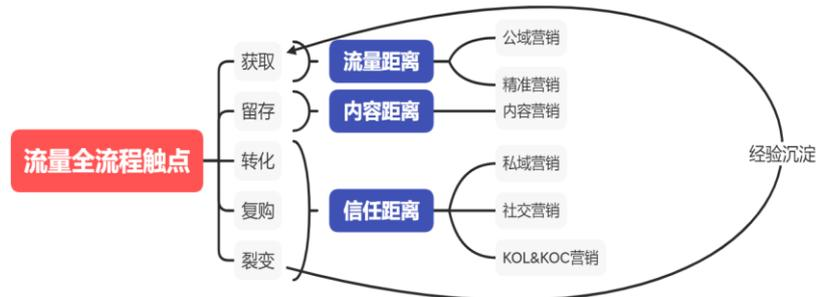 流量全流程触点
获取
留存
转化
复购
裂变
流量距离
内容距离
信任距离
公域营销
精准营销
内容营销
私域营销
社交营销
KOL&KOC营销
经验沉淀